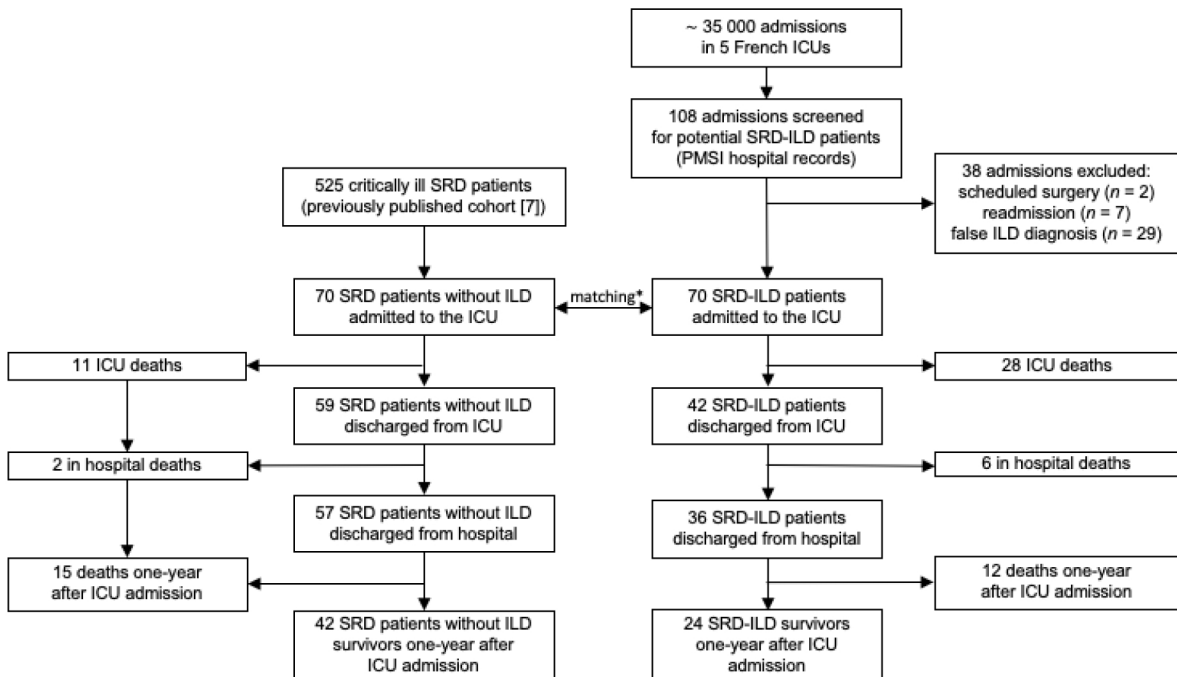 ~ 35 000 admissions
in 5 French ICUs
108 admissions screened
for potential SRD-ILD patients
(PMSI hospital records)
38 admissions excluded:
scheduled surgery (n = 2)
readmission (n = 7)
false ILD diagnosis (n = 29)
525 critically ill SRD patients
(previously published cohort [7])
70 SRD patients without ILD
admitted to the ICU
matching*
70 SRD-ILD patients
admitted to the ICU
11 ICU deaths
28 ICU deaths
59 SRD patients without ILD
discharged from ICU
42 SRD-ILD patients
discharged from ICU
2 in hospital deaths
6 in hospital deaths
57 SRD patients without ILD
discharged from hospital
36 SRD-ILD patients
discharged from hospital
15 deaths one-year
after ICU admission
12 deaths one-year
after ICU admission
42 SRD patients without ILD
survivors one-year after
ICU admission
24 SRD-ILD survivors
one-year after ICU
admission